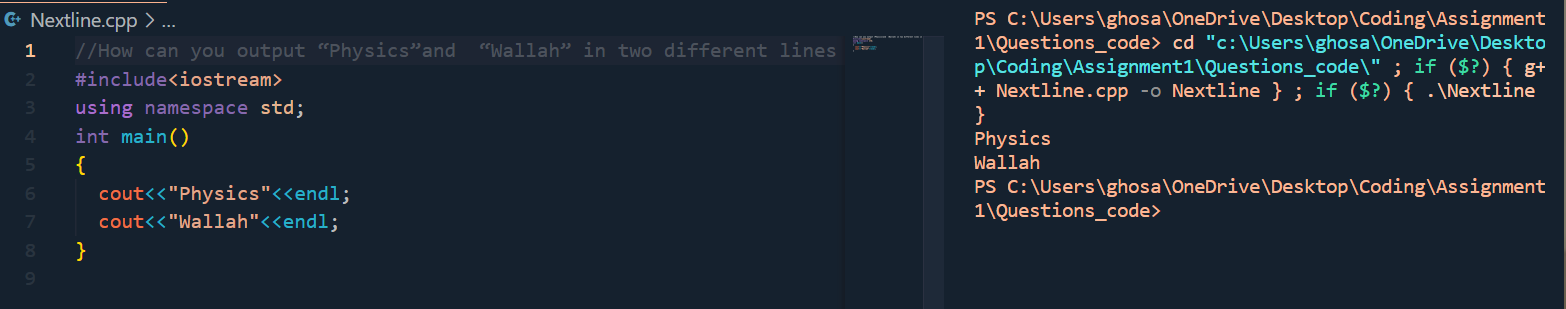 Nextline.cpp > ...
1 //How can you output “Physics”and  “Wallah” in two different lines
2 #include<iostream>
3 using namespace std;
4 int main()
5 {
6   cout<<"Physics"<<endl;
7   cout<<"Wallah"<<endl;
8 }
9
PS C:\Users\ghosa\OneDrive\Desktop\Coding\Assignment
1\Questions_code> cd "c:\Users\ghosa\OneDrive\Deskto
p\Coding\Assignment1\Questions_code\" ; if ($?) { g+
+ Nextline.cpp -o Nextline } ; if ($?) { .\Nextline
}
Physics
Wallah
PS C:\Users\ghosa\OneDrive\Desktop\Coding\Assignment
1\Questions_code>